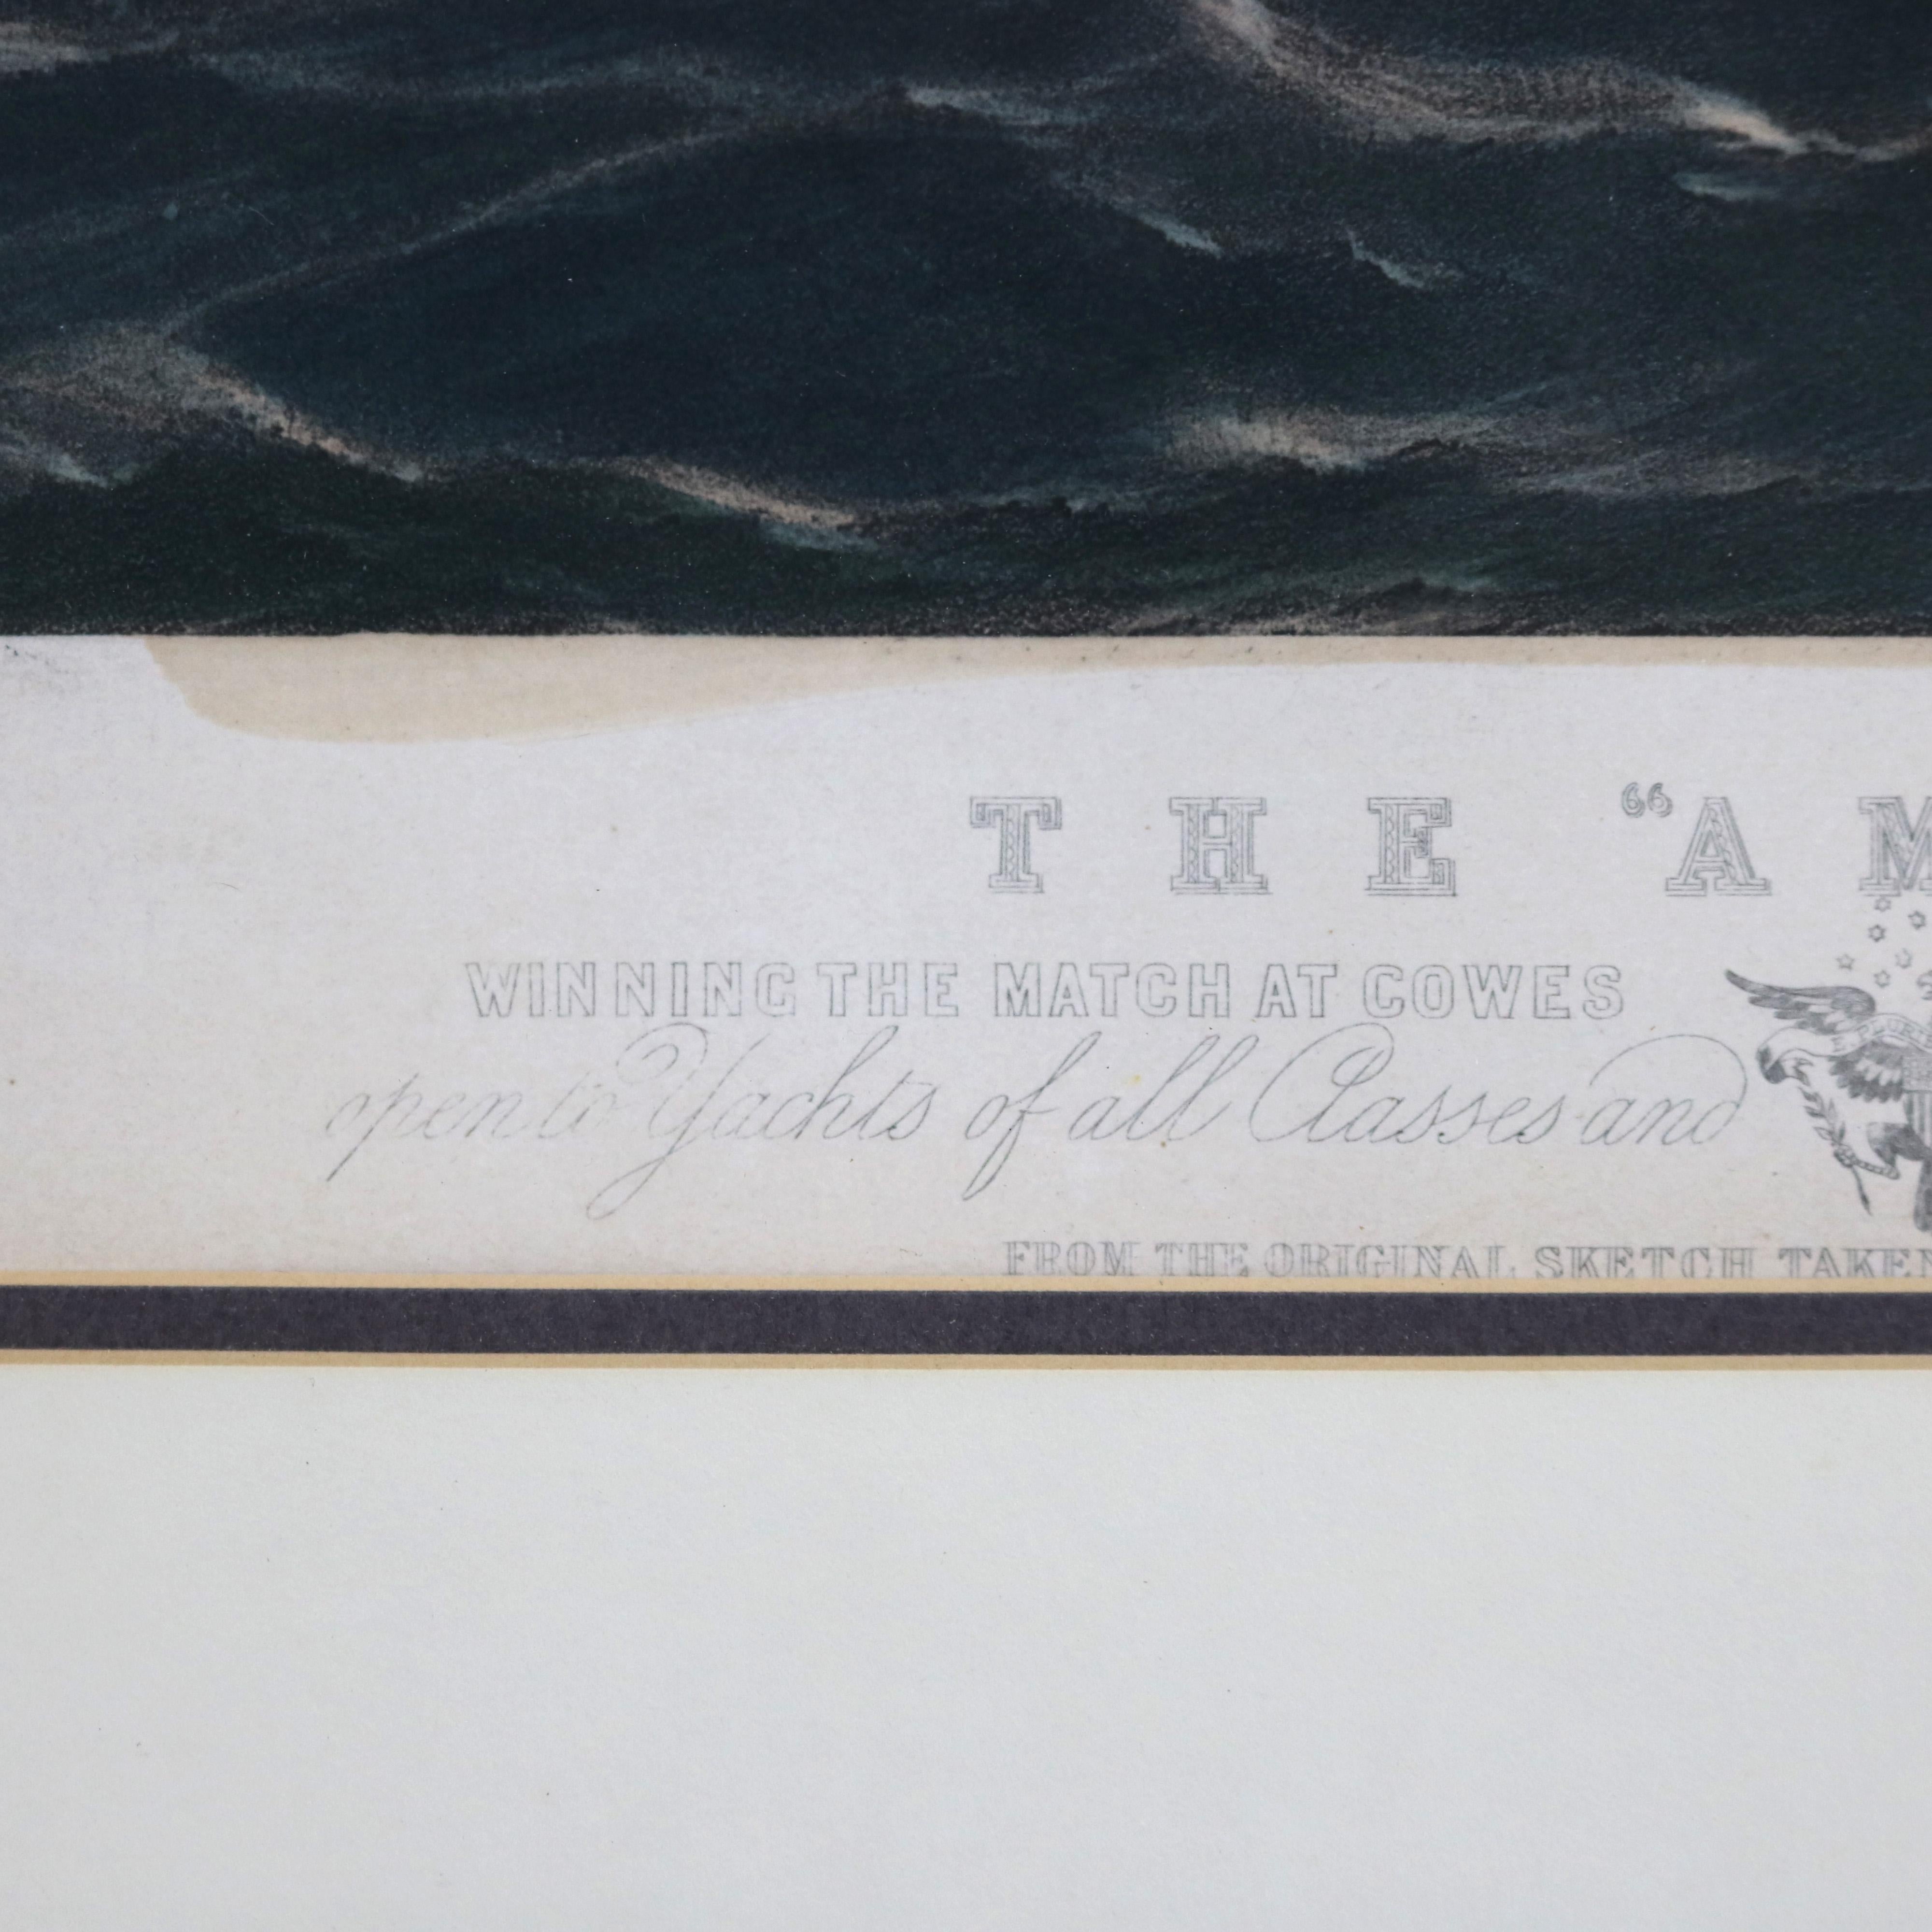 THE "AM
WINNING THE MATCH AT COWES
open to Yachts of all Classes and
FROM THE ORIGINAL SKETCH TAKEN